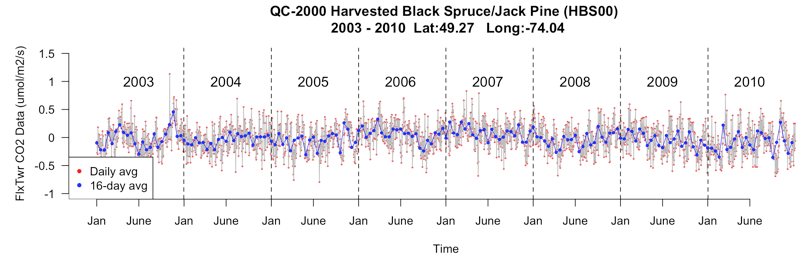 QC-2000 Harvested Black Spruce/Jack Pine (HBS00)
2003 - 2010 Lat:49.27 Long:-74.04
FlxTwr CO2 Data (umol/m2/s)
1.5
1
0.5
0
-0.5
-1
2003 2004 2005 2006 2007 2008 2009 2010
Daily avg
16-day avg
Jan June Jan June Jan June Jan June Jan June Jan June Jan June Jan June
Time